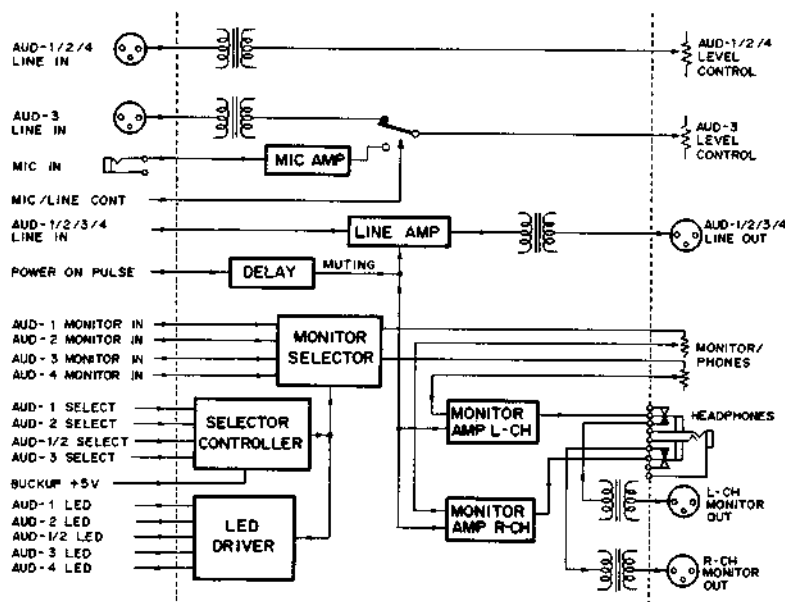 AUD-1/2/4
LINE IN
AUD-1/2/4
LEVEL
CONTROL
AUD-3
LINE IN
AUD-3
LEVEL
CONTROL
MIC IN
MIC AMP
MIC/LINE CONT
AUD-1/2/3/4
LINE IN
LINE AMP
AUD-1/2/3/4
LINE OUT
POWER ON PULSE
DELAY
MUTING
AUD-1 MONITOR IN
AUD-2 MONITOR IN
AUD-3 MONITOR IN
AUD-4 MONITOR IN
MONITOR
SELECTOR
MONITOR/
PHONES
AUD-1 SELECT
AUD-2 SELECT
AUD-1/2 SELECT
AUD-3 SELECT
SELECTOR
CONTROLLER
MONITOR
AMP L-CH
HEADPHONES
BUCKUP +5V
AUD-1 LED
AUD-2 LED
AUD-1/2 LED
AUD-3 LED
AUD-4 LED
LED
DRIVER
MONITOR
AMP R-CH
L-CH
MONITOR
OUT
R-CH
MONITOR
OUT